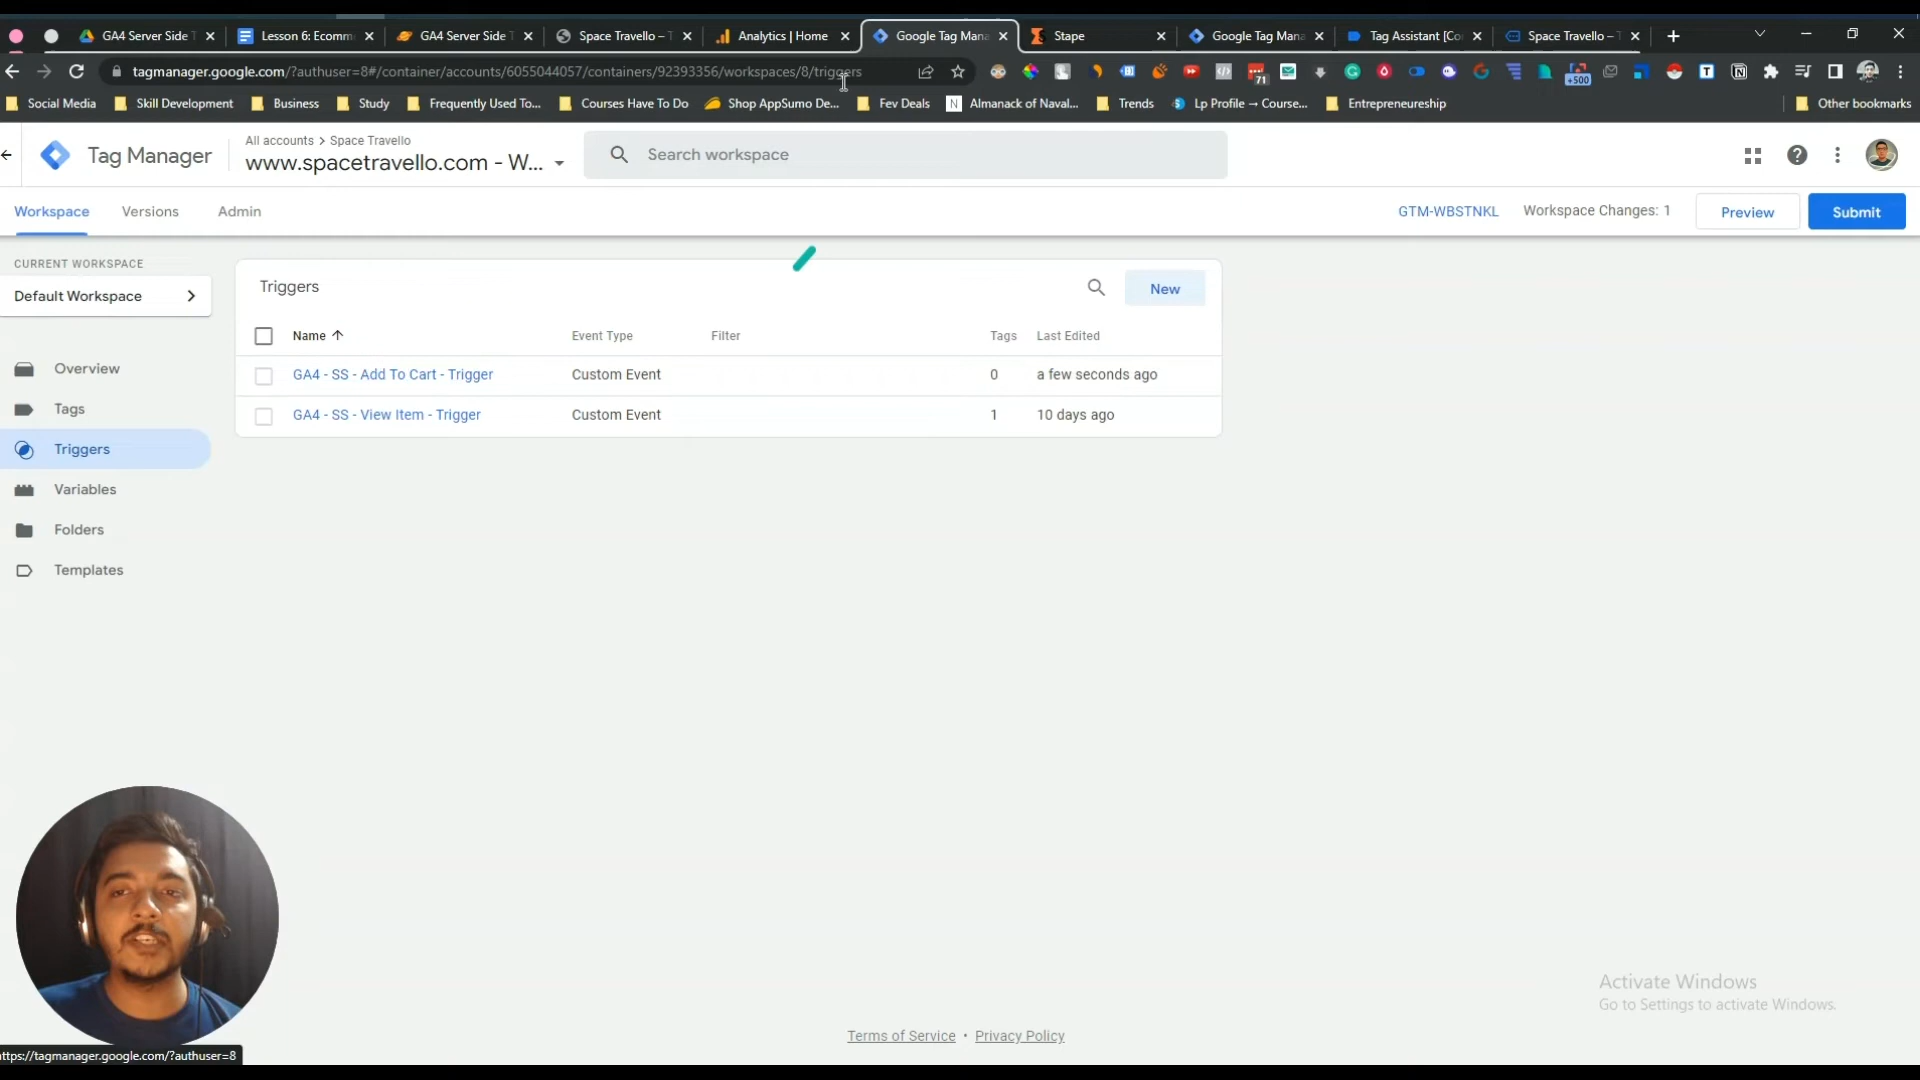 GA4 Server Side T
Lesson 6: Ecomm
GA4 Server Side T
Space Travello – T
Analytics | Home
Google Tag Mana
Stape
Google Tag Mana
Tag Assistant [Co
Space Travello – T
tagmanager.google.com/?authuser=8#/container/accounts/6055044057/containers/92393356/workspaces/8/triggers
71
+500
Social Media
Skill Development
Business
Study
Frequently Used To...
Courses Have To Do
Shop AppSumo De...
Fev Deals
Almanack of Naval...
Trends
Lp Profile → Course...
Entrepreneureship
Other bookmarks
Tag Manager
All accounts > Space Travello
www.spacetravello.com - W...
Search workspace
Workspace
Versions
Admin
GTM-WBSTNKL
Workspace Changes: 1
Preview
Submit
CURRENT WORKSPACE
Default Workspace
Overview
Tags
Triggers
Variables
Folders
Templates
Triggers
New
Name
Event Type
Filter
Tags
Last Edited
GA4 - SS - Add To Cart - Trigger
Custom Event
0
a few seconds ago
GA4 - SS - View Item - Trigger
Custom Event
1
10 days ago
Activate Windows
Go to Settings to activate Windows.
Terms of Service • Privacy Policy
ttps://tagmanager.google.com/?authuser=8